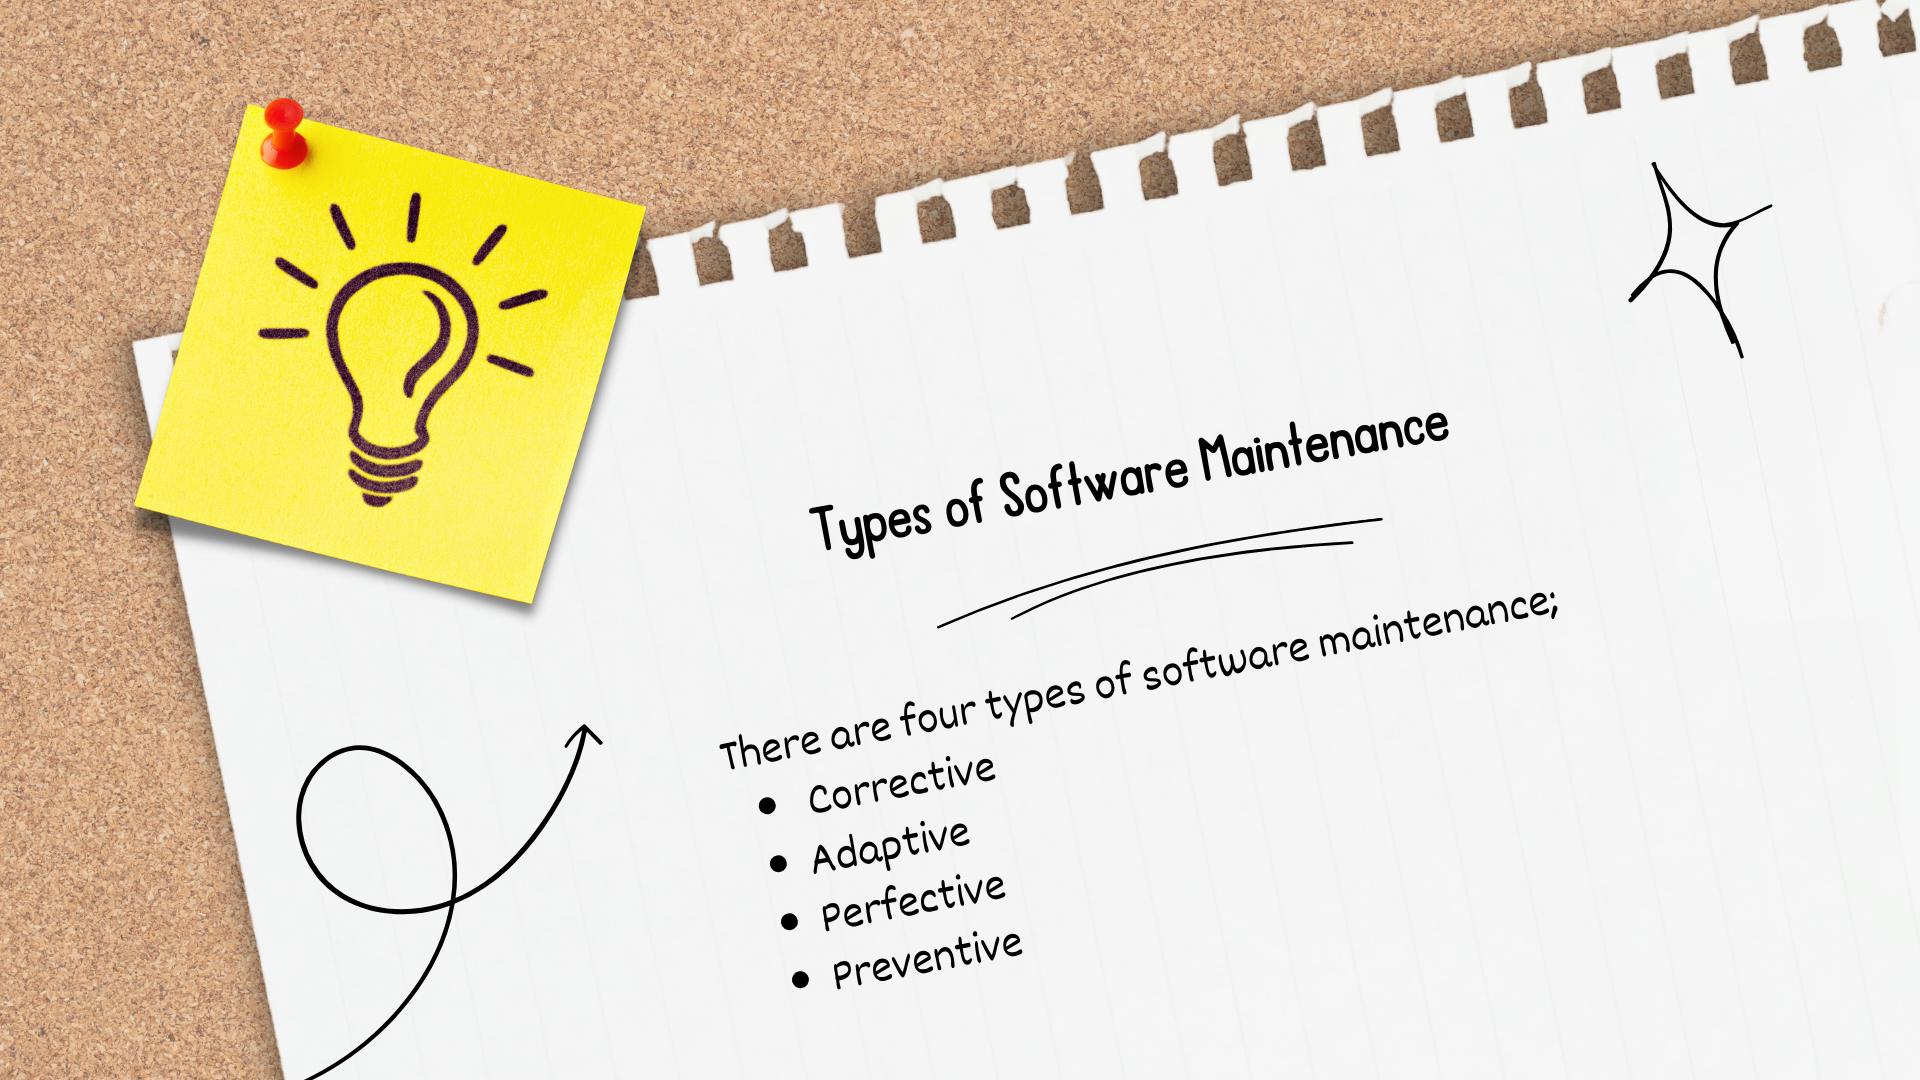 Types of Software Maintenance
There are four types of software maintenance;
• Corrective
• Adaptive
• Perfective
• Preventive